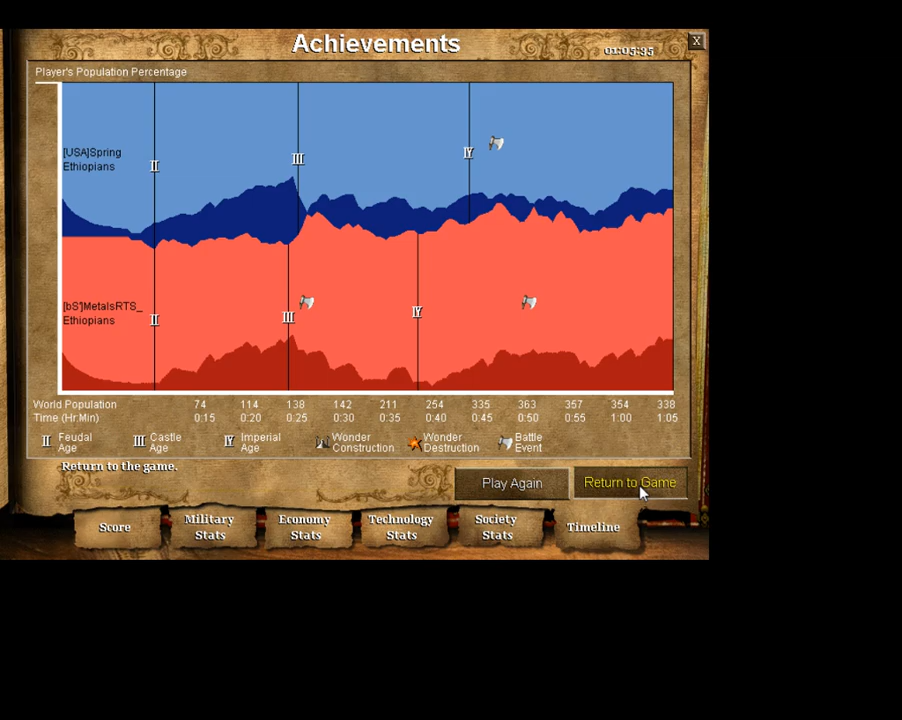 Achievements
01:05:35
X
Player's Population Percentage
[USA]Spring
Ethiopians
II
III
IV
[bS']MetalsRTS_
Ethiopians
II
III
IV
World Population 74 114 138 142 211 254 335 363 357 354 338
Time (Hr:Min) 0:15 0:20 0:25 0:30 0:35 0:40 0:45 0:50 0:55 1:00 1:05
II Feudal Age
III Castle Age
IV Imperial Age
Wonder Construction
Wonder Destruction
Battle Event
Return to the game.
Play Again
Return to Game
Score
Military Stats
Economy Stats
Technology Stats
Society Stats
Timeline